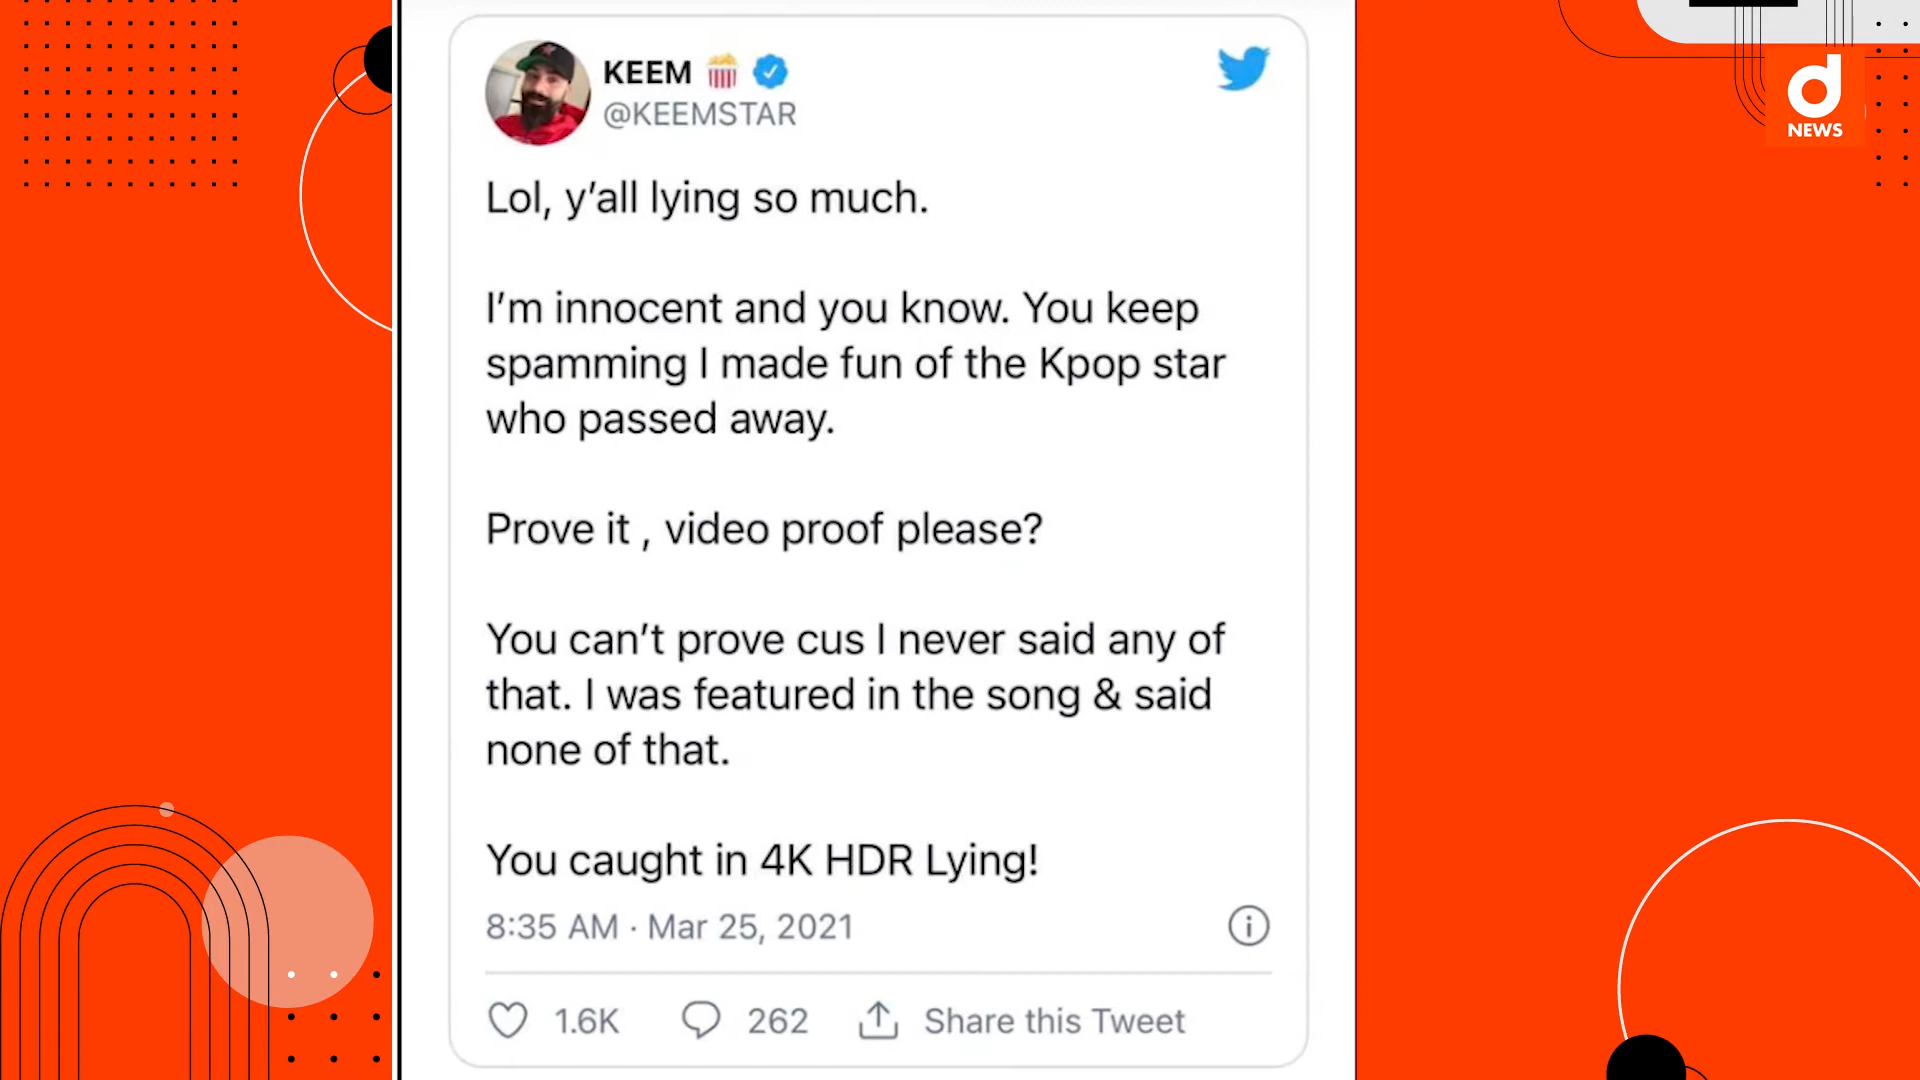 KEEM
@KEEMSTAR
d
NEWS
Lol, y’all lying so much.
I’m innocent and you know. You keep
spamming I made fun of the Kpop star
who passed away.
Prove it , video proof please?
You can’t prove cus I never said any of
that. I was featured in the song & said
none of that.
You caught in 4K HDR Lying!
8:35 AM · Mar 25, 2021
1.6K 262 Share this Tweet